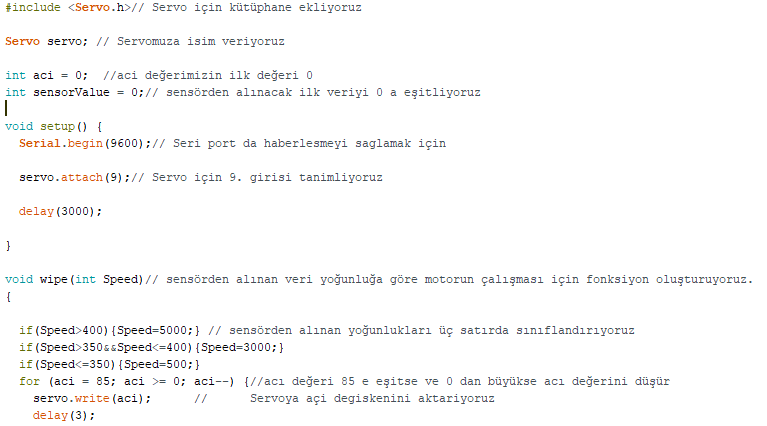 #include <Servo.h>// Servo için kütüphane ekliyoruz
Servo servo; // Servomuza isim veriyoruz
int aci = 0;  //aci değerimizin ilk değeri 0
int sensorValue = 0;// sensörden alınacak ilk veriyi 0 a eşitliyoruz
void setup() {
  Serial.begin(9600);// Seri port da haberlesmeyi saglamak için
  servo.attach(9);// Servo için 9. girisi tanimliyoruz
  delay(3000);
}
void wipe(int Speed)// sensörden alınan veri yoğunluğa göre motorun çalışması için fonksiyon oluşturuyoruz.
{
  if(Speed>400){Speed=5000;} // sensörden alınan yoğunlukları üç satırda sınıflandırıyoruz
  if(Speed>350&&Speed<=400){Speed=3000;}
  if(Speed<=350){Speed=500;}
  for (aci = 85; aci >= 0; aci--) {//acı değeri 85 e eşitse ve 0 dan büyükse acı değerini düşür
    servo.write(aci);      //      Servoya açi degiskenini aktariyoruz
    delay(3);